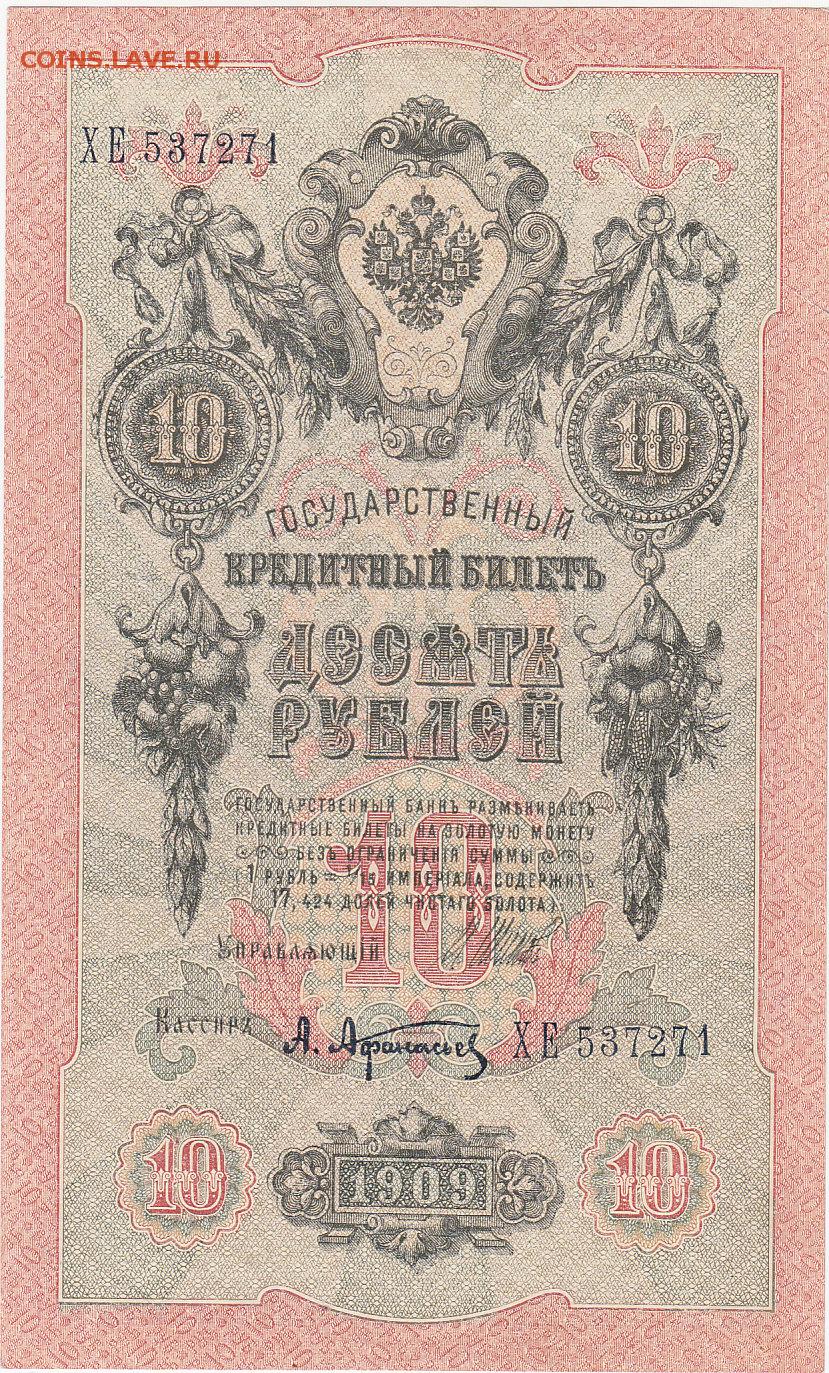 COINS.LAVE.РУ
ХЕ 537271
10 10
ГОСУДАРСТВЕННЫЙ
КРЕДИТНЫЙ БИЛЕТЪ
ДЕСЯТЬ
РУБЛЕЙ
ГОСУДАРСТВЕННЫЙ БАНКЪ РАЗМѢНИВАЕТЪ
КРЕДИТНЫЕ БИЛЕТЫ НА ЗОЛОТУЮ МОНЕТУ
БЕЗЪ ОГРАНИЧЕНІЯ СУММЫ
(1 РУБЛЬ = 1/15 ИМПЕРІАЛА, СОДЕРЖИТЪ
17,424 ДОЛЕЙ ЧИСТАГО ЗОЛОТА).
10
УПРАВЛЯЮЩІЙ
КАССИРЪ А. Афанасьев ХЕ 537271
10 1909 10